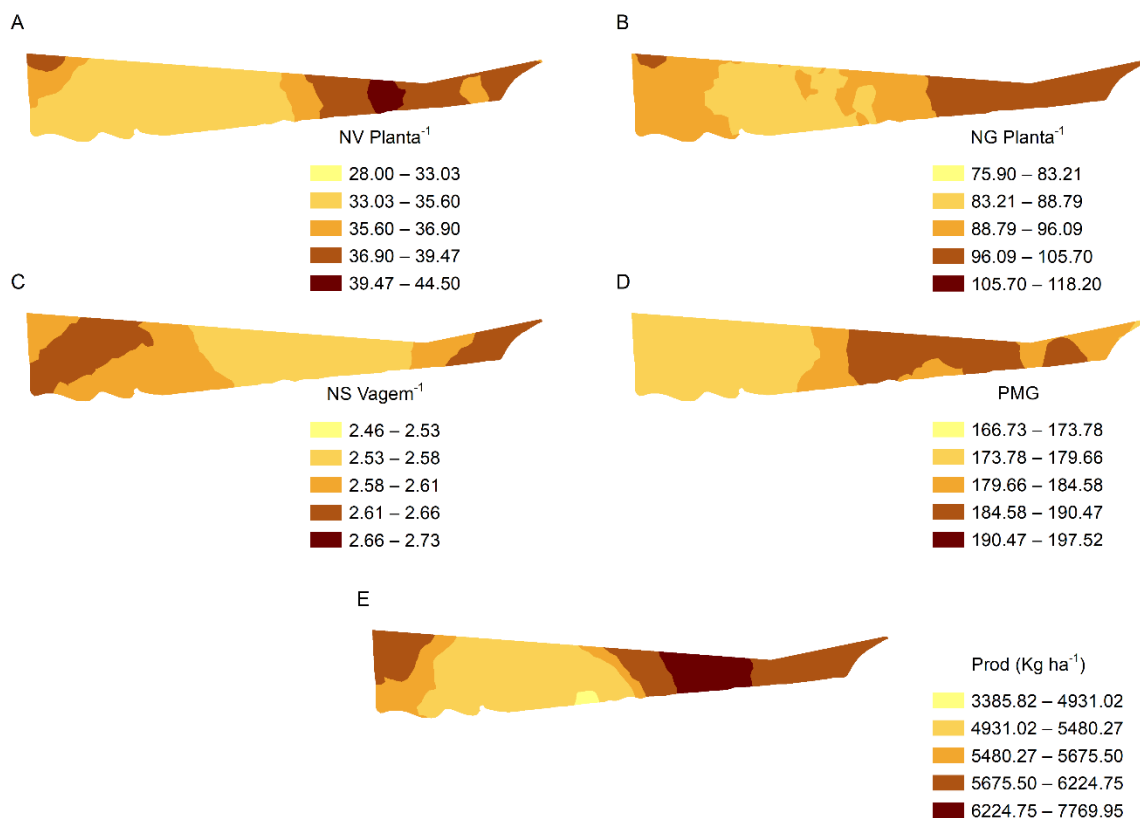 A
NV Planta⁻¹
28.00 – 33.03
33.03 – 35.60
35.60 – 36.90
36.90 – 39.47
39.47 – 44.50
B
NG Planta⁻¹
75.90 – 83.21
83.21 – 88.79
88.79 – 96.09
96.09 – 105.70
105.70 – 118.20
C
NS Vagem⁻¹
2.46 – 2.53
2.53 – 2.58
2.58 – 2.61
2.61 – 2.66
2.66 – 2.73
D
PMG
166.73 – 173.78
173.78 – 179.66
179.66 – 184.58
184.58 – 190.47
190.47 – 197.52
E
Prod (Kg ha⁻¹)
3385.82 – 4931.02
4931.02 – 5480.27
5480.27 – 5675.50
5675.50 – 6224.75
6224.75 – 7769.95